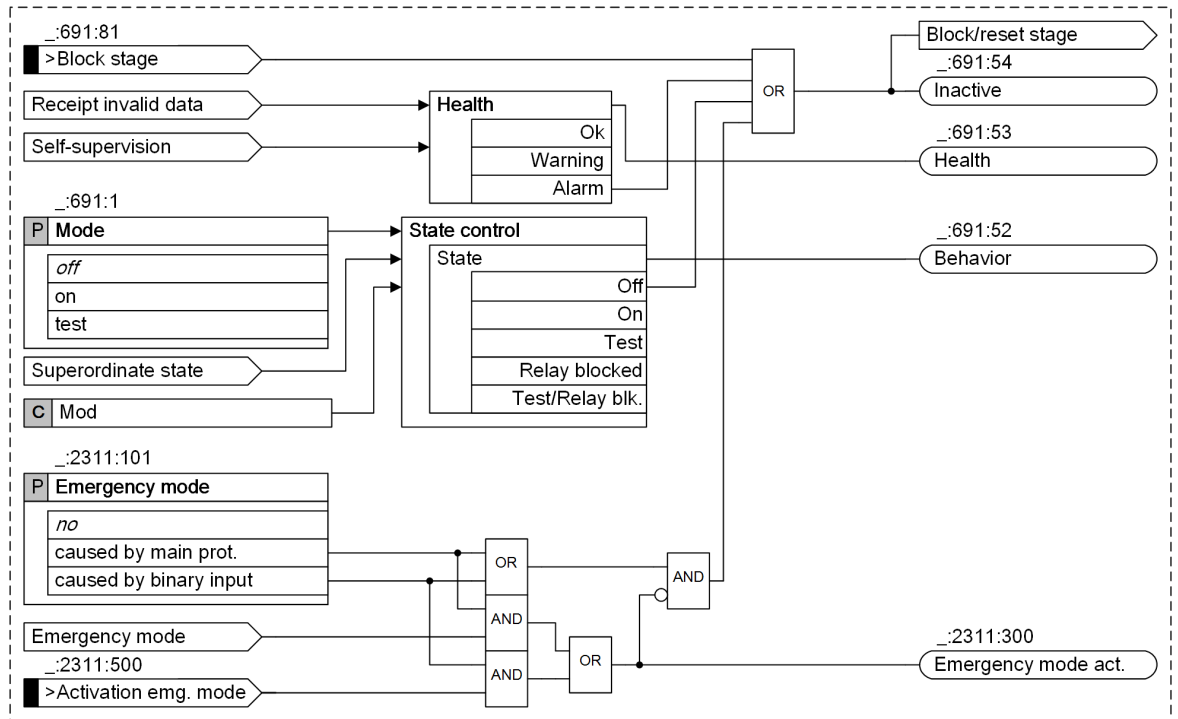 _:691:81
>Block stage
Block/reset stage
_:691:54
OR
Inactive
Receipt invalid data
Health
Ok
_:691:53
Self-supervision
Warning
Health
Alarm
_:691:1
P Mode
State control
_:691:52
off
State
Behavior
on
Off
test
On
Test
Superordinate state
Relay blocked
Test/Relay blk.
C Mod
_:2311:101
P Emergency mode
no
caused by main prot.
OR
caused by binary input
AND
AND
Emergency mode
_:2311:300
_:2311:500
OR
Emergency mode act.
AND
>Activation emg. mode